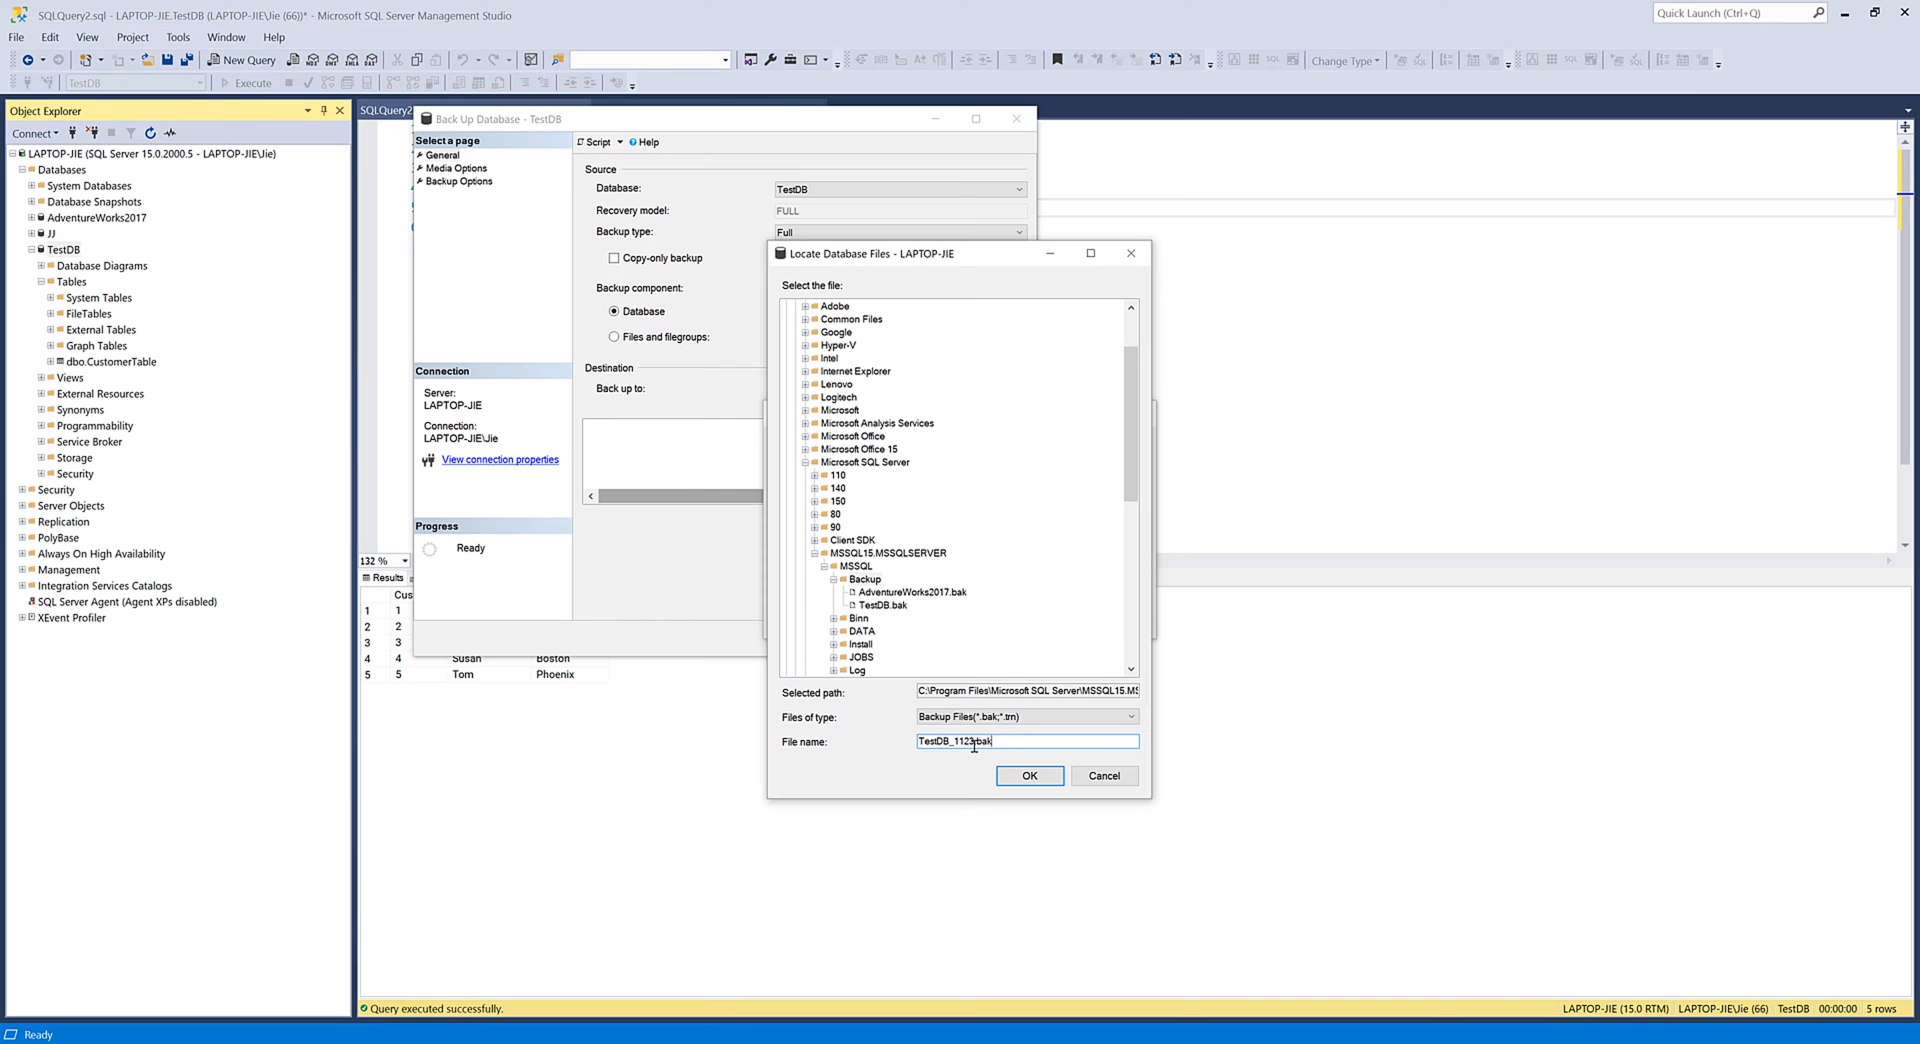 SQLQuery2.sql - LAPTOP-JIE.TestDB (LAPTOP-JIE\Jie (66))* - Microsoft SQL Server Management Studio
Quick Launch (Ctrl+Q)
File Edit View Project Tools Window Help
New Query
Change Type
TestDB
Execute
Object Explorer
Connect
LAPTOP-JIE (SQL Server 15.0.2000.5 - LAPTOP-JIE\Jie)
Databases
System Databases
Database Snapshots
AdventureWorks2017
JJ
TestDB
Database Diagrams
Tables
System Tables
FileTables
External Tables
Graph Tables
dbo.CustomerTable
Views
External Resources
Synonyms
Programmability
Service Broker
Storage
Security
Security
Server Objects
Replication
PolyBase
Always On High Availability
Management
Integration Services Catalogs
SQL Server Agent (Agent XPs disabled)
XEvent Profiler
SQLQuery2
Back Up Database - TestDB
Select a page
General
Media Options
Backup Options
Script
Help
Source
Database: TestDB
Recovery model: FULL
Backup type: Full
Copy-only backup
Backup component:
Database
Files and filegroups:
Destination
Back up to:
Connection
Server:
LAPTOP-JIE
Connection:
LAPTOP-JIE\Jie
View connection properties
Progress
Ready
Locate Database Files - LAPTOP-JIE
Select the file:
Adobe
Common Files
Google
Hyper-V
Intel
Internet Explorer
Lenovo
Logitech
Microsoft
Microsoft Analysis Services
Microsoft Office
Microsoft Office 15
Microsoft SQL Server
110
140
150
80
90
Client SDK
MSSQL15.MSSQLSERVER
MSSQL
Backup
AdventureWorks2017.bak
TestDB.bak
Binn
DATA
Install
JOBS
Log
Selected path: C:\Program Files\Microsoft SQL Server\MSSQL15.MS
Files of type: Backup Files(*.bak;*.trn)
File name: TestDB_1123.bak
OK
Cancel
132 %
Results
Cus
1 1
2 2
3 3
4 4 Susan Boston
5 5 Tom Phoenix
Query executed successfully.
LAPTOP-JIE (15.0 RTM) LAPTOP-JIE\Jie (66) TestDB 00:00:00 5 rows
Ready